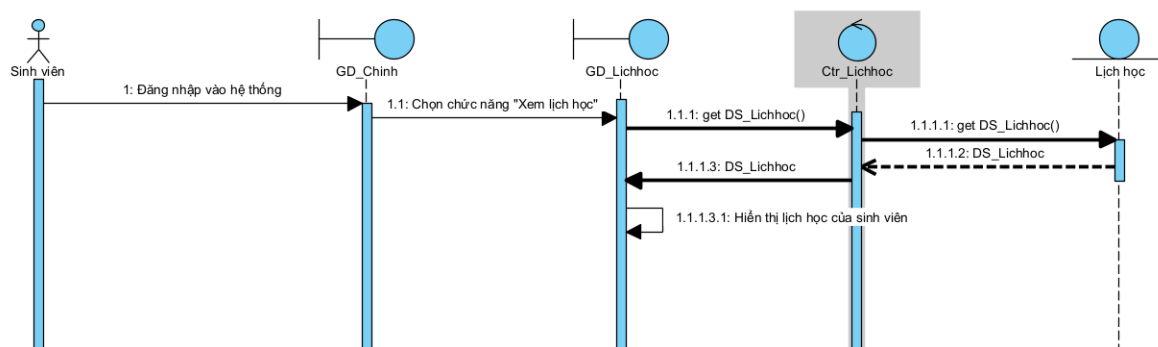 Sinh viên
GD_Chinh
GD_Lichhoc
Ctr_Lichhoc
Lịch học
1: Đăng nhập vào hệ thống
1.1: Chọn chức năng "Xem lịch học"
1.1.1: get DS_Lichhoc()
1.1.1.1: get DS_Lichhoc()
1.1.1.2: DS_Lichhoc
1.1.1.3: DS_Lichhoc
1.1.1.3.1: Hiển thị lịch học của sinh viên